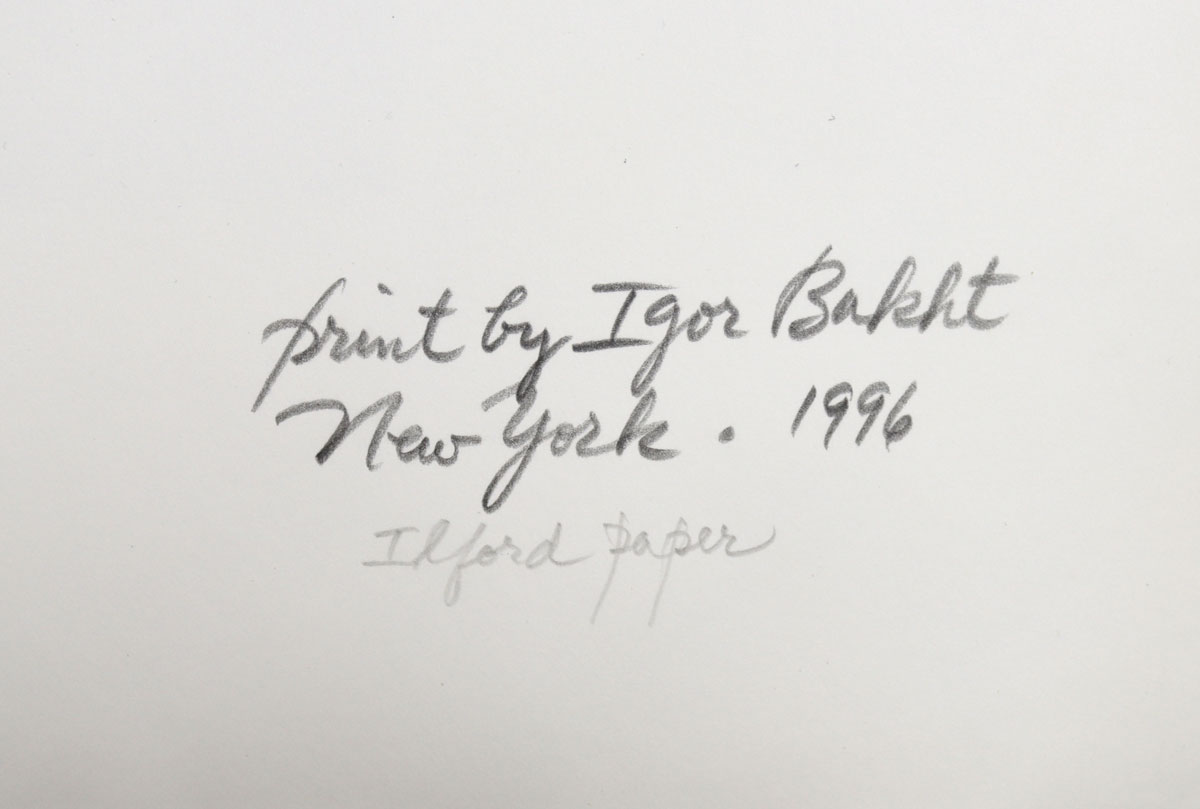 print by Igor Bakht
New York . 1996
Ilford paper